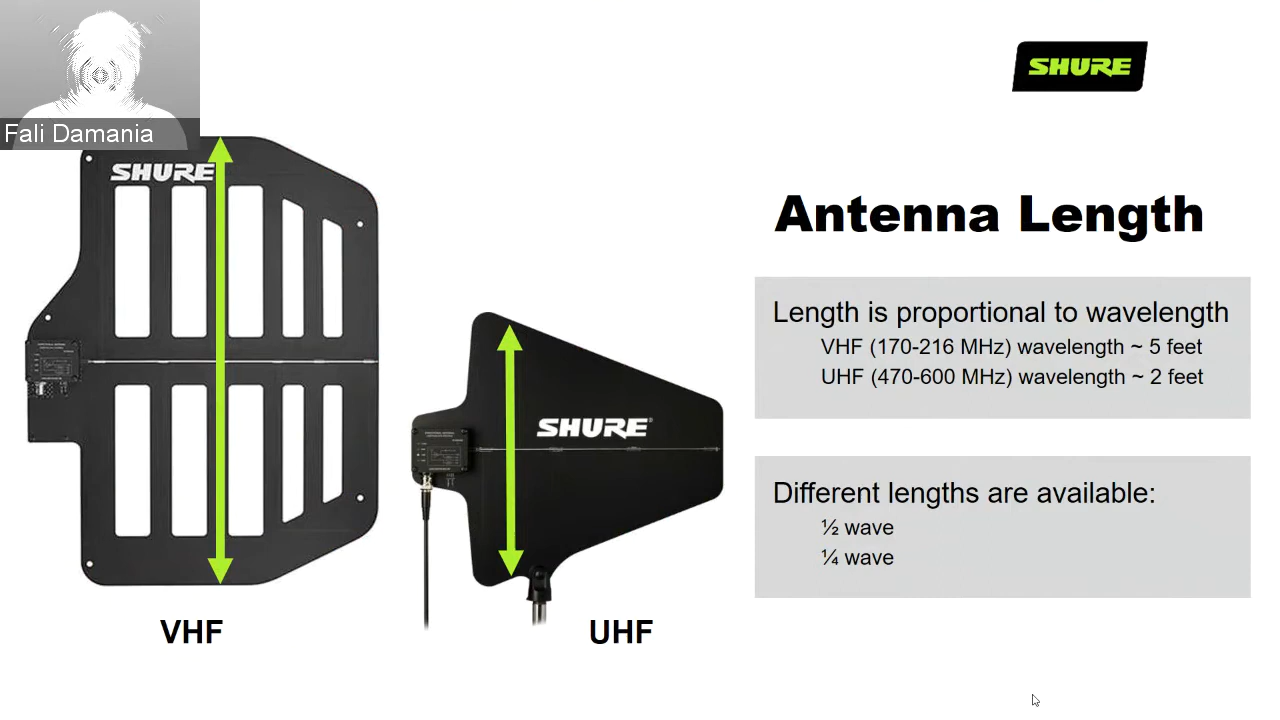 Fali Damania
SHURE
SHURE
SHURE
Antenna Length
Length is proportional to wavelength
VHF (170-216 MHz) wavelength ~ 5 feet
UHF (470-600 MHz) wavelength ~ 2 feet
Different lengths are available:
½ wave
¼ wave
VHF
UHF